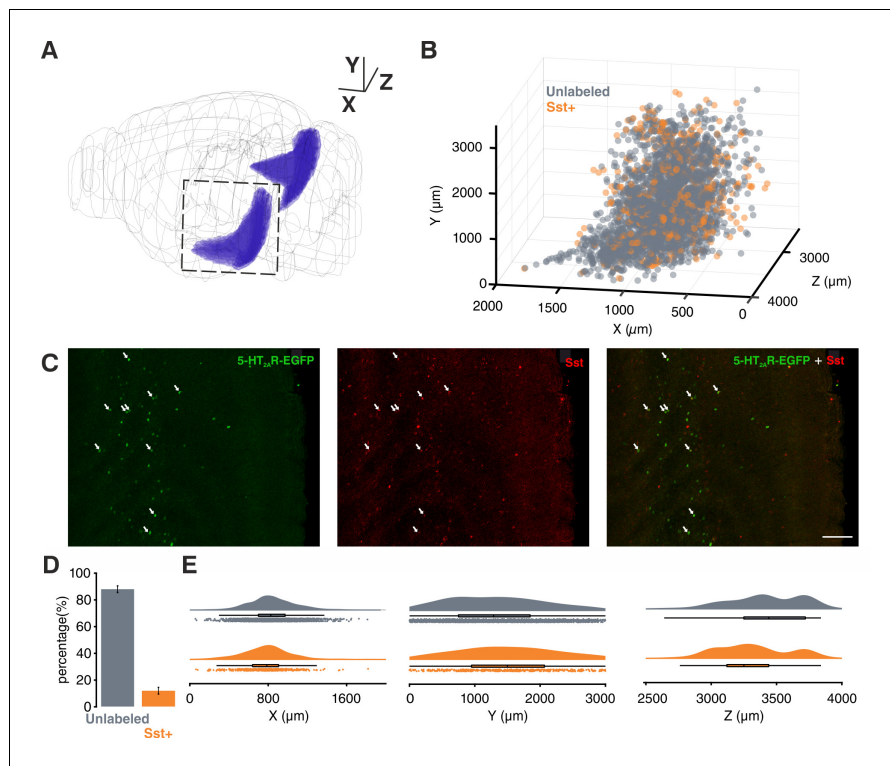 A
Y
Z
X
B
Unlabeled
Sst+
3000
2000
1000
0
Y (µm)
2000
1500
1000
500
0
X (µm)
3000
4000
Z (µm)
C
5-HT₂ₐR-EGFP
Sst
5-HT₂ₐR-EGFP + Sst
D
percentage(%)
100
80
60
40
20
0
Unlabeled
Sst+
E
0 800 1600
X (µm)
0 1000 2000 3000
Y (µm)
2500 3000 3500 4000
Z (µm)